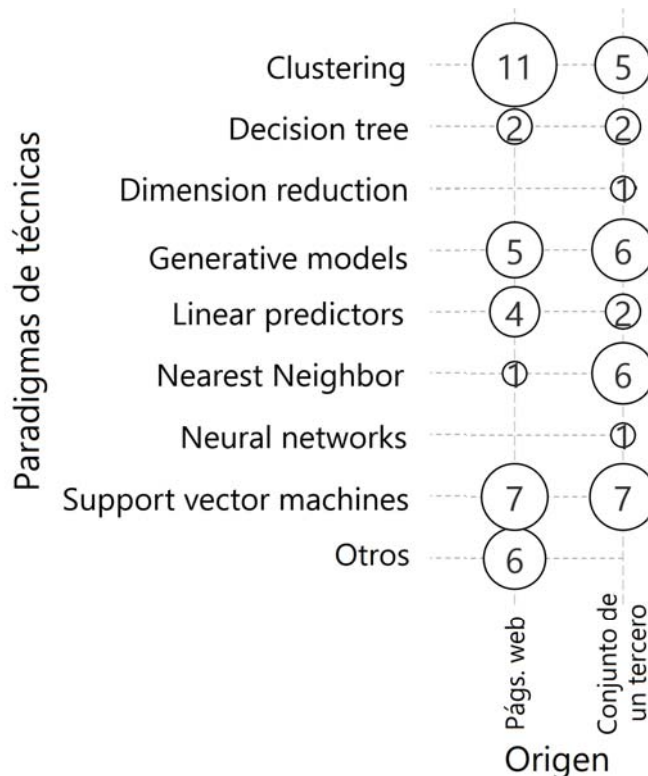 Paradigmas de técnicas
Clustering 11 5
Decision tree 2 2
Dimension reduction 1
Generative models 5 6
Linear predictors 4 2
Nearest Neighbor 1 6
Neural networks 1
Support vector machines 7 7
Otros 6
Págs. web
Conjunto de
un tercero
Origen